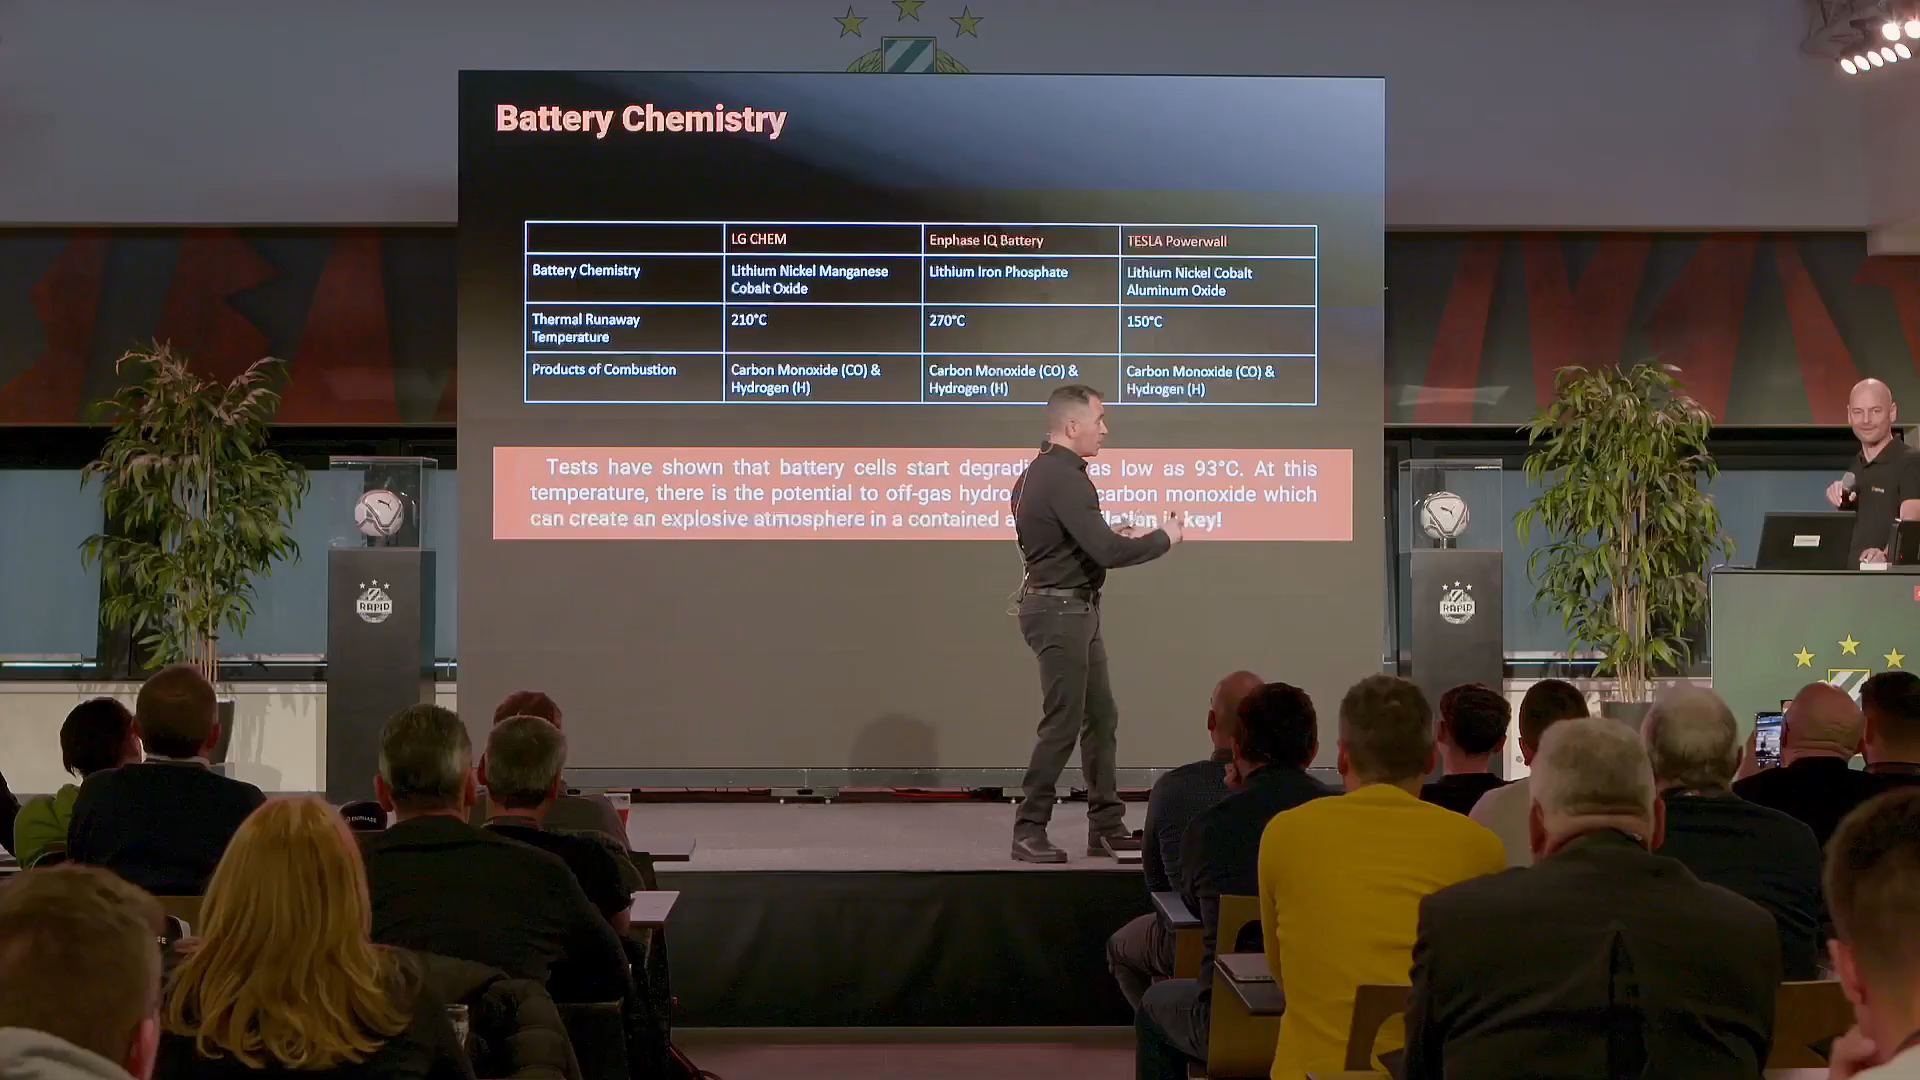 Battery Chemistry
LG CHEM
Enphase IQ Battery
TESLA Powerwall
Battery Chemistry
Lithium Nickel Manganese
Cobalt Oxide
Lithium Iron Phosphate
Lithium Nickel Cobalt
Aluminum Oxide
Thermal Runaway
Temperature
210°C
270°C
150°C
Products of Combustion
Carbon Monoxide (CO) &
Hydrogen (H)
Carbon Monoxide (CO) &
Hydrogen (H)
Carbon Monoxide (CO) &
Hydrogen (H)
Tests have shown that battery cells start as low as 93°C. At this
temperature, there is the potential to off-gas carbon monoxide which
can create an explosive atmosphere in a contained key!
RAPID
RAPID
ENPHASE